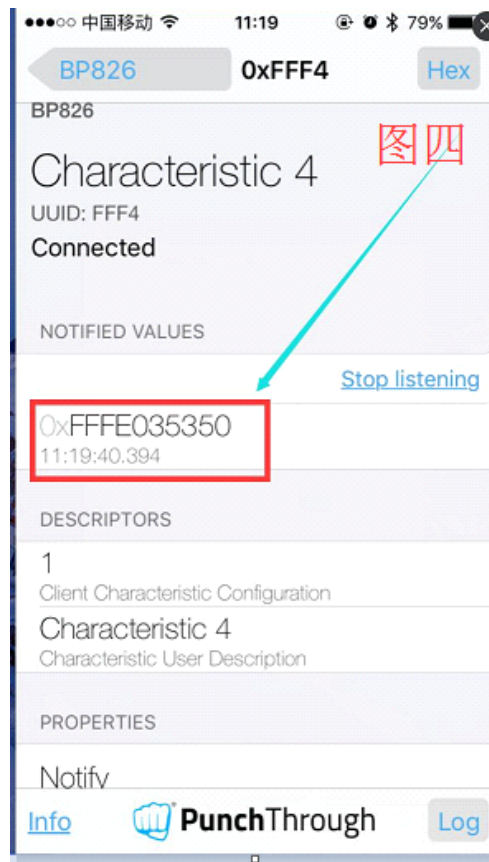 ●●●○○ 中国移动 11:19 79%
BP826 0xFFF4 Hex
BP826
图四
Characteristic 4
UUID: FFF4
Connected
NOTIFIED VALUES
Stop listening
0xFFFE035350
11:19:40.394
DESCRIPTORS
1
Client Characteristic Configuration
Characteristic 4
Characteristic User Description
PROPERTIES
Notify
Info PunchThrough Log